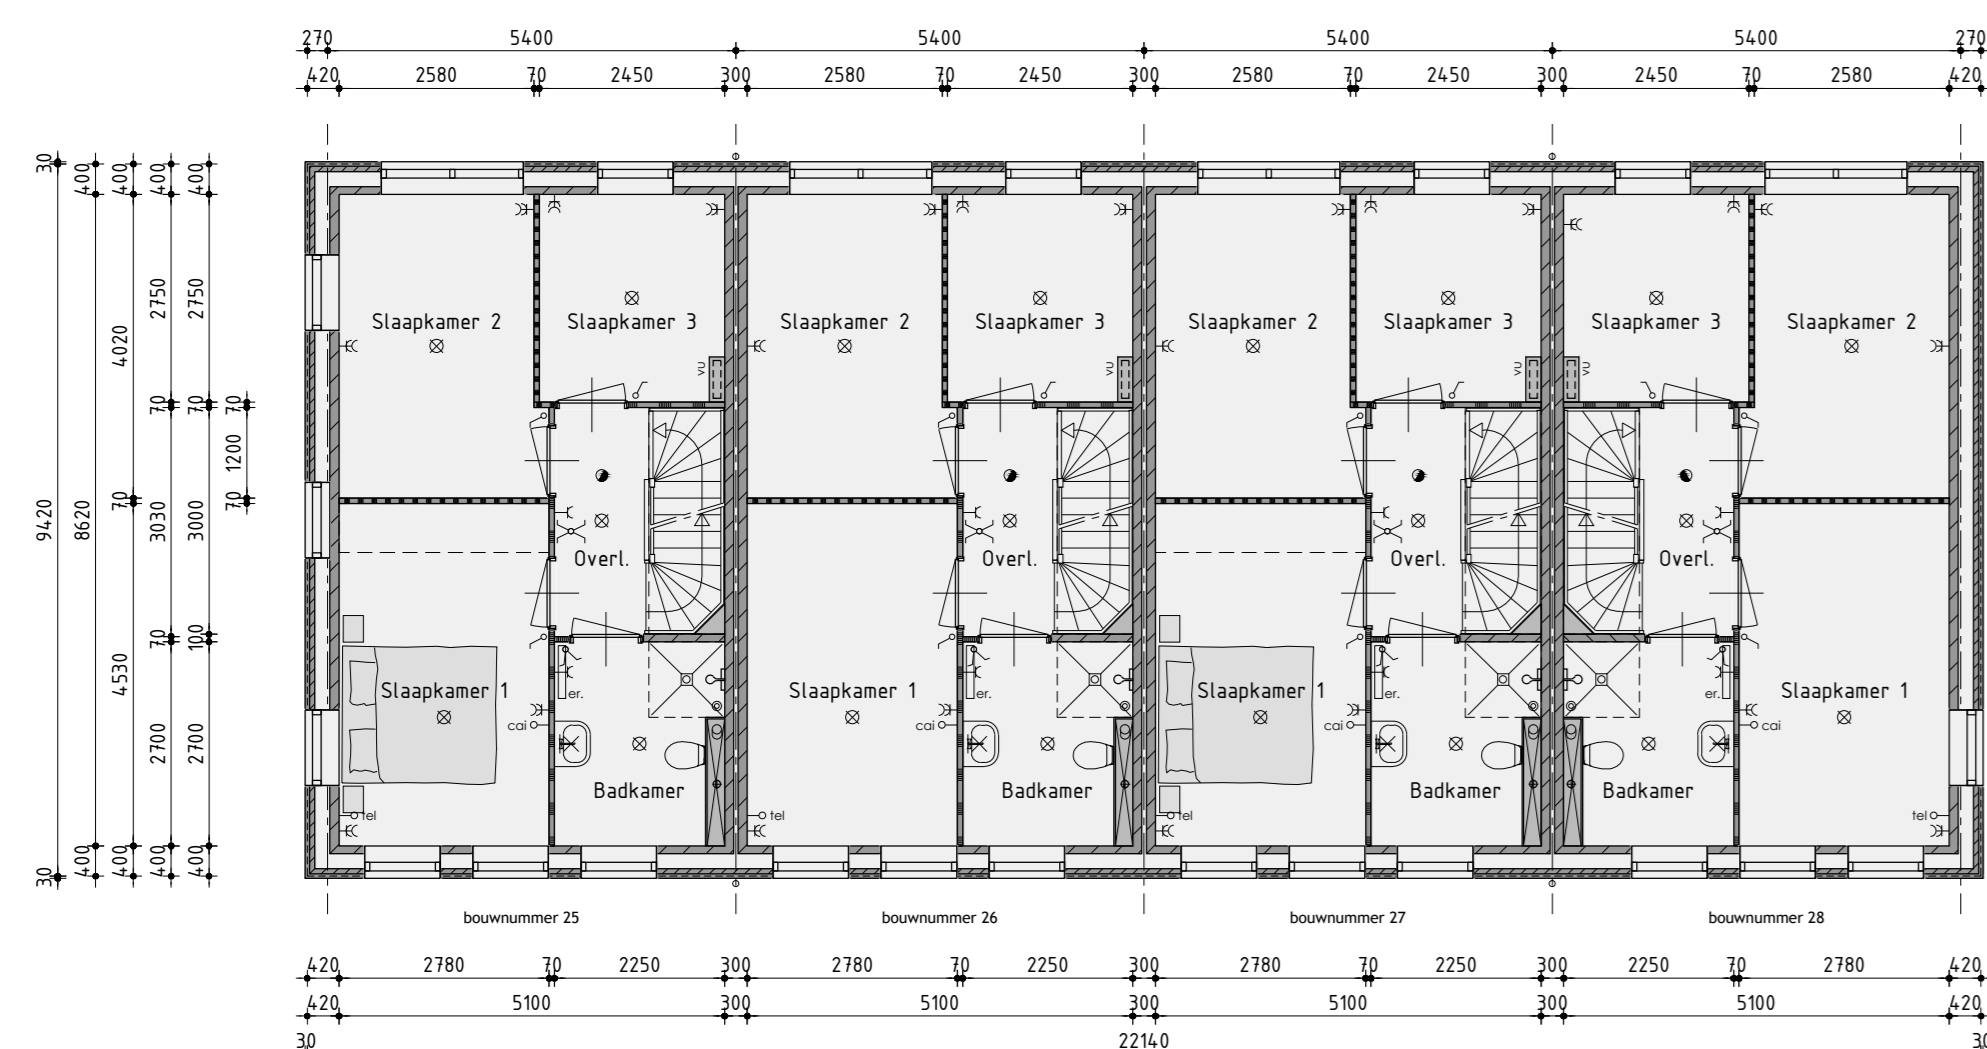 270 5400 5400 5400 5400 270
420 2580 70 2450 300 2580 70 2450 300 2580 70 2450 300 2450 70 2580 420
30 400 400 400 400
9420 8620 4020 2750 2750
70 70 70
1200
70 70
3030 3000
70 100
4530 2700 2700
30 400 400 400 400
Slaapkamer 2 Slaapkamer 3 Slaapkamer 2 Slaapkamer 3 Slaapkamer 2 Slaapkamer 3 Slaapkamer 3 Slaapkamer 2
VU VU VU VU
Overl. Overl. Overl. Overl.
Slaapkamer 1 er. Slaapkamer 1 er. Slaapkamer 1 er. er. Slaapkamer 1
cai cai cai cai
Badkamer Badkamer Badkamer Badkamer
tel tel tel tel
bouwnummer 25 bouwnummer 26 bouwnummer 27 bouwnummer 28
420 2780 70 2250 300 2780 70 2250 300 2780 70 2250 300 2250 70 2780 420
420 5100 300 5100 300 5100 300 5100 420
30 22140 30